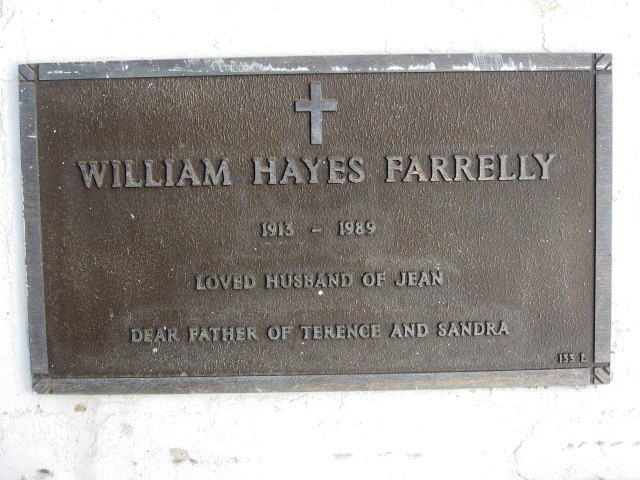 WILLIAM HAYES FARRELLY
1913 - 1989
LOVED HUSBAND OF JEAN
DEAR FATHER OF TERENCE AND SANDRA
133 F.